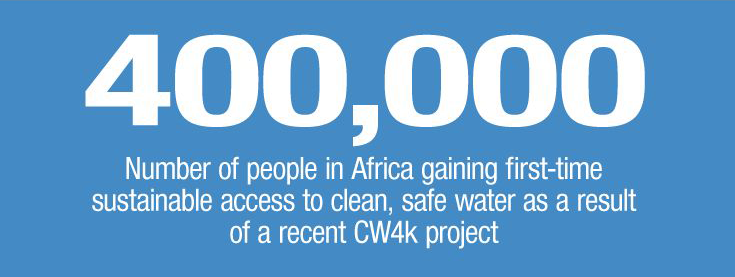 400,000
Number of people in Africa gaining first-time
sustainable access to clean, safe water as a result
of a recent CW4k project